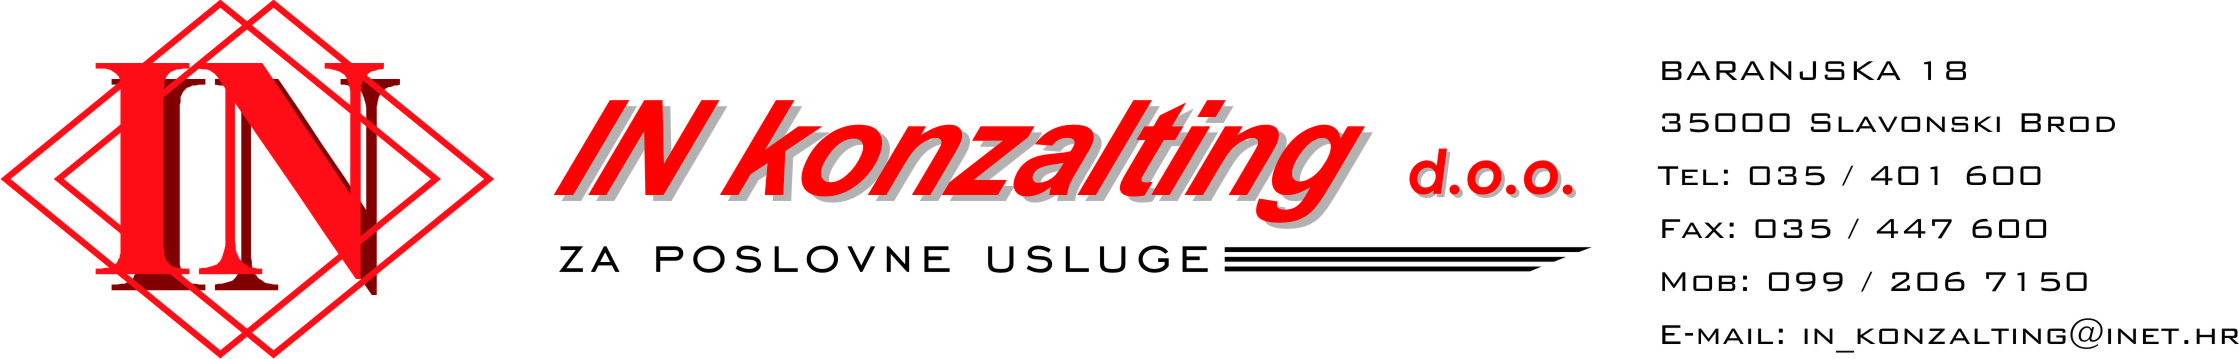 IN
IN konzalting d.o.o.
ZA POSLOVNE USLUGE
BARANJSKA 18
35000 SLAVONSKI BROD
TEL: 035 / 401 600
FAX: 035 / 447 600
MOB: 099 / 206 7150
E-MAIL: IN_KONZALTING@INET.HR